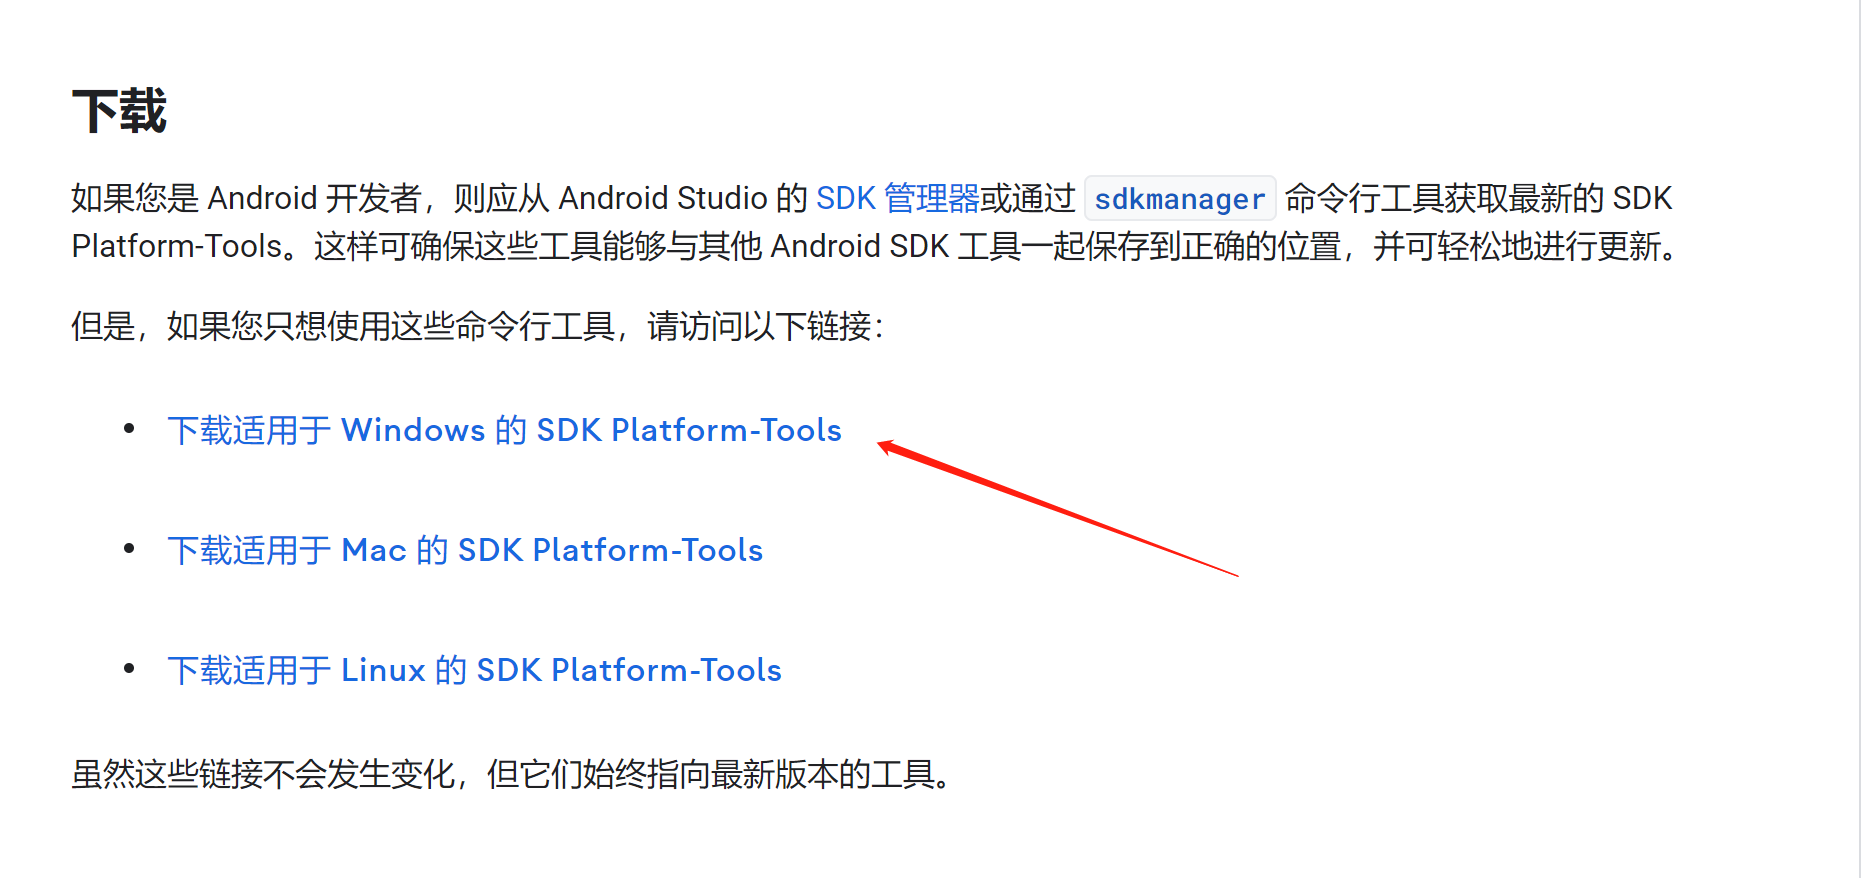 下载
如果您是 Android 开发者，则应从 Android Studio 的 SDK 管理器或通过 sdkmanager 命令行工具获取最新的 SDK
Platform-Tools。这样可确保这些工具能够与其他 Android SDK 工具一起保存到正确的位置，并可轻松地进行更新。
但是，如果您只想使用这些命令行工具，请访问以下链接：
• 下载适用于 Windows 的 SDK Platform-Tools
• 下载适用于 Mac 的 SDK Platform-Tools
• 下载适用于 Linux 的 SDK Platform-Tools
虽然这些链接不会发生变化，但它们始终指向最新版本的工具。